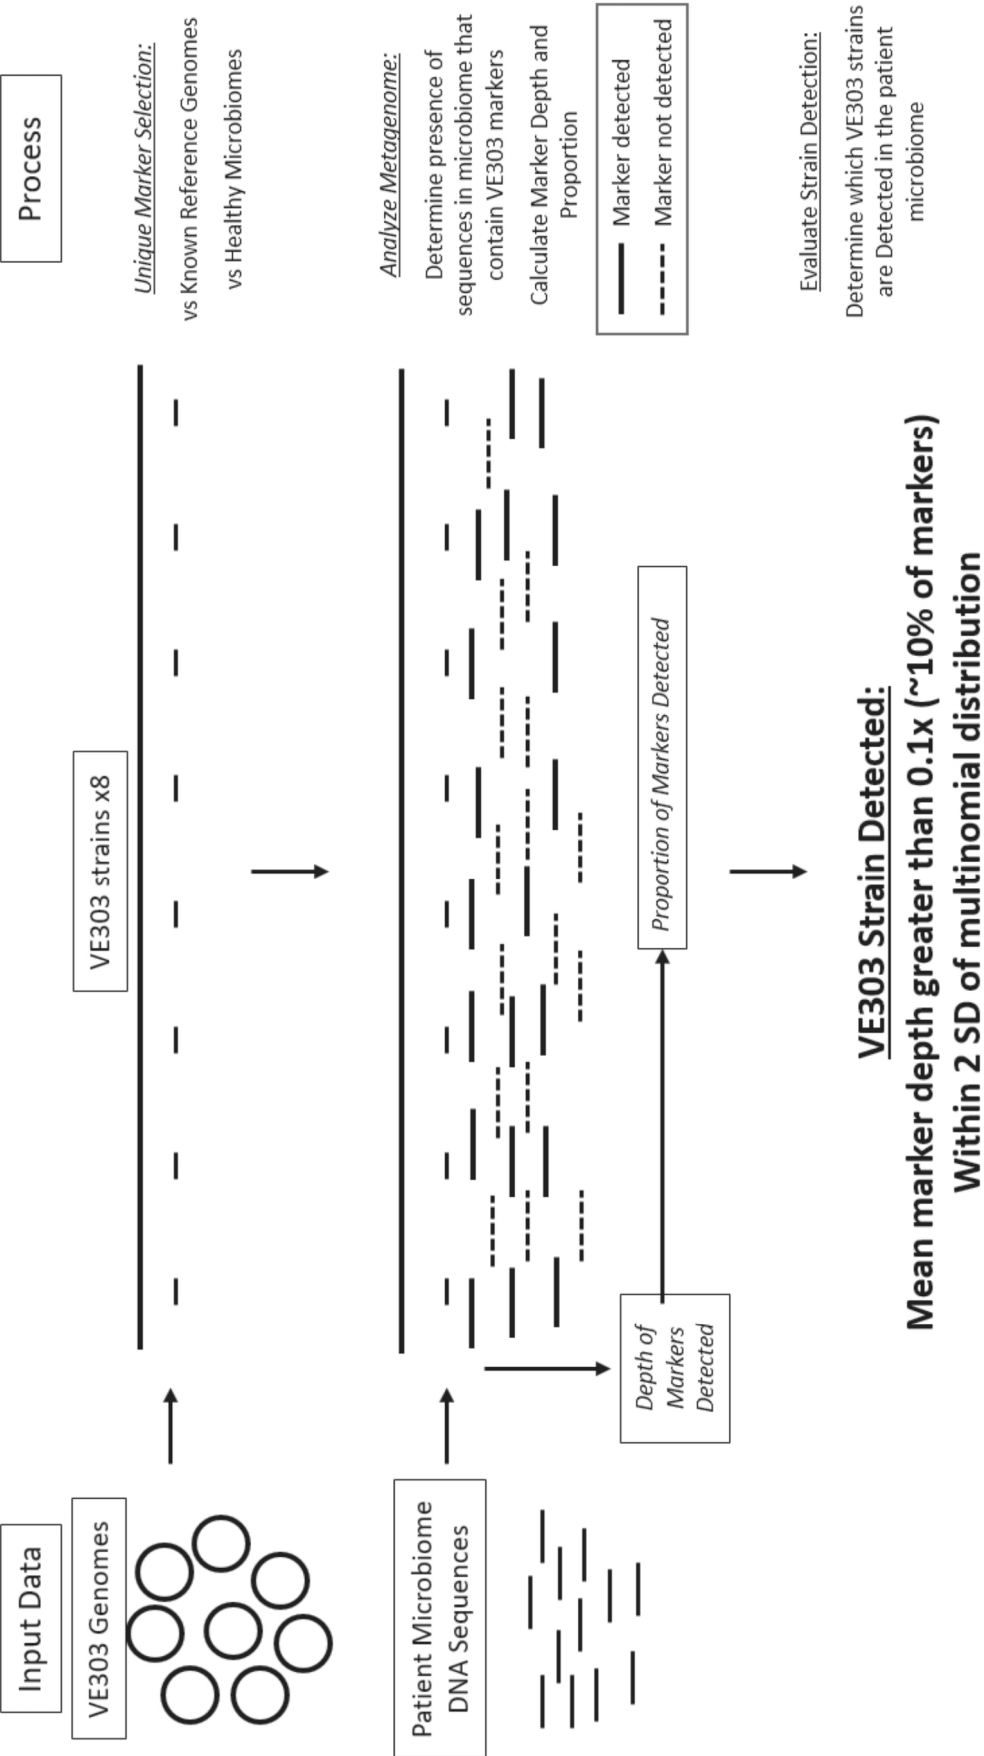 Input Data
Process
VE303 Genomes
VE303 strains x8
Unique Marker Selection:
vs Known Reference Genomes
vs Healthy Microbiomes
Patient Microbiome
DNA Sequences
Analyze Metagenome:
Determine presence of
sequences in microbiome that
contain VE303 markers
Calculate Marker Depth and
Proportion
Marker detected
Marker not detected
Depth of
Markers
Detected
Proportion of Markers Detected
Evaluate Strain Detection:
Determine which VE303 strains
are Detected in the patient
microbiome
VE303 Strain Detected:
Mean marker depth greater than 0.1x (~10% of markers)
Within 2 SD of multinomial distribution